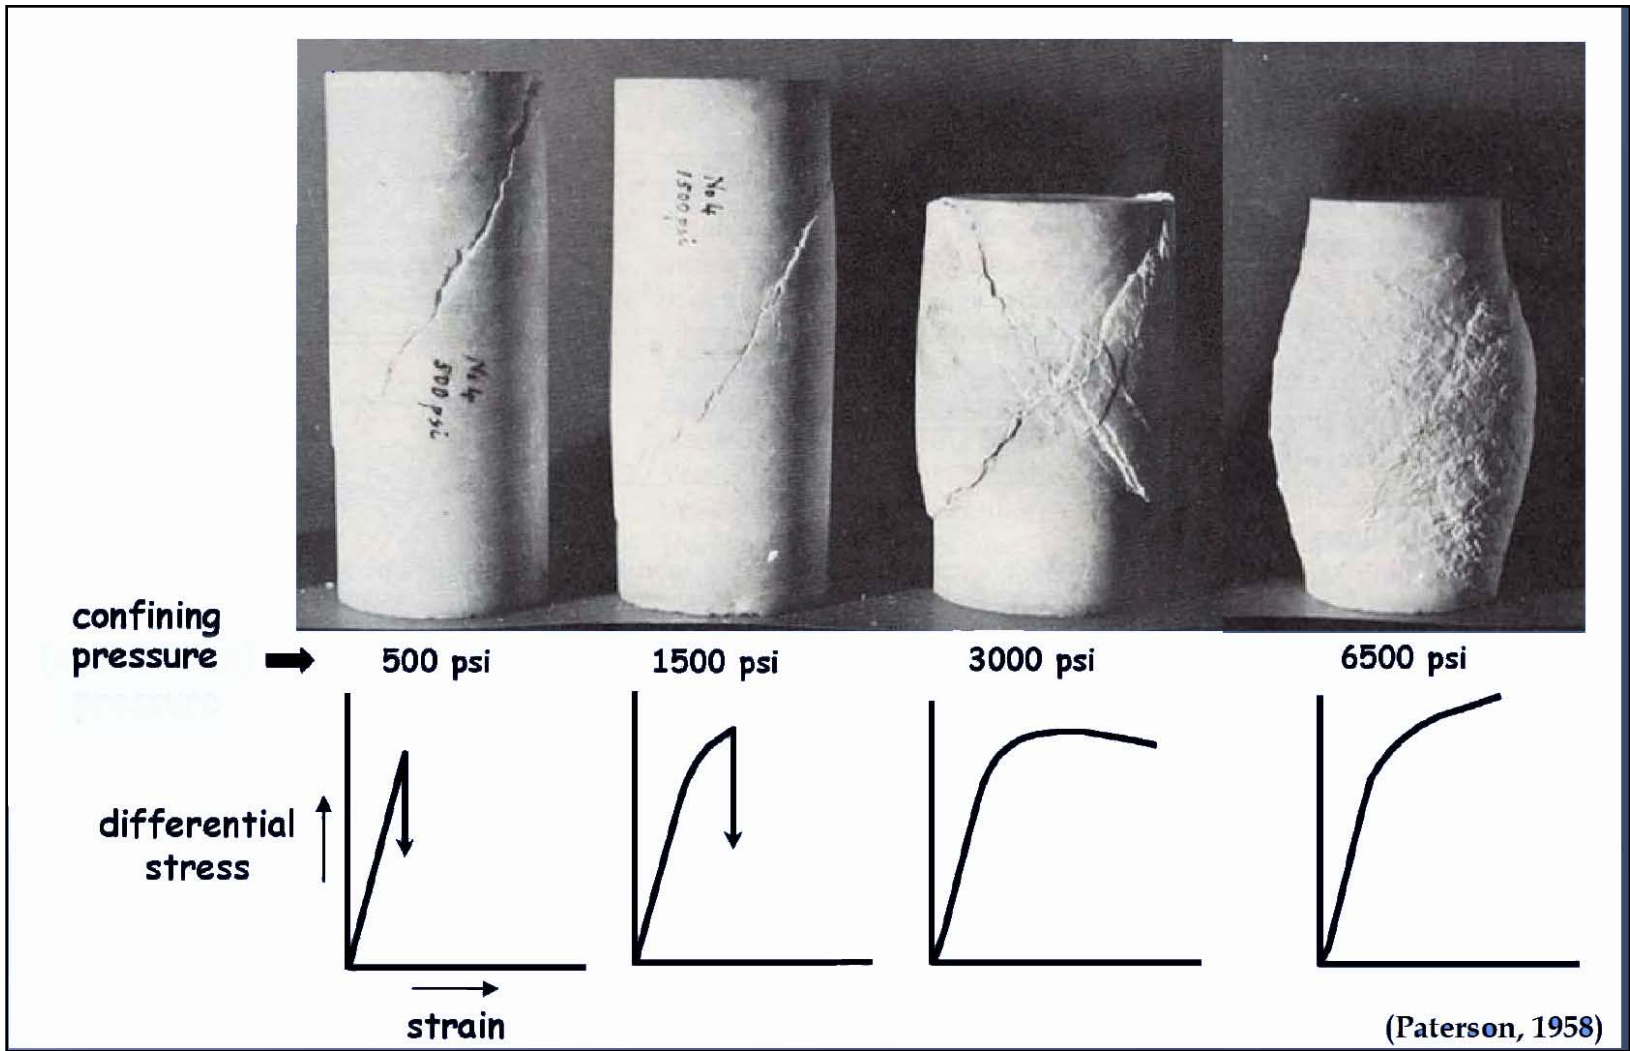 No 4
500 psi
No 4
1500 psi
confining
pressure
500 psi
1500 psi
3000 psi
6500 psi
differential
stress
strain
(Paterson, 1958)